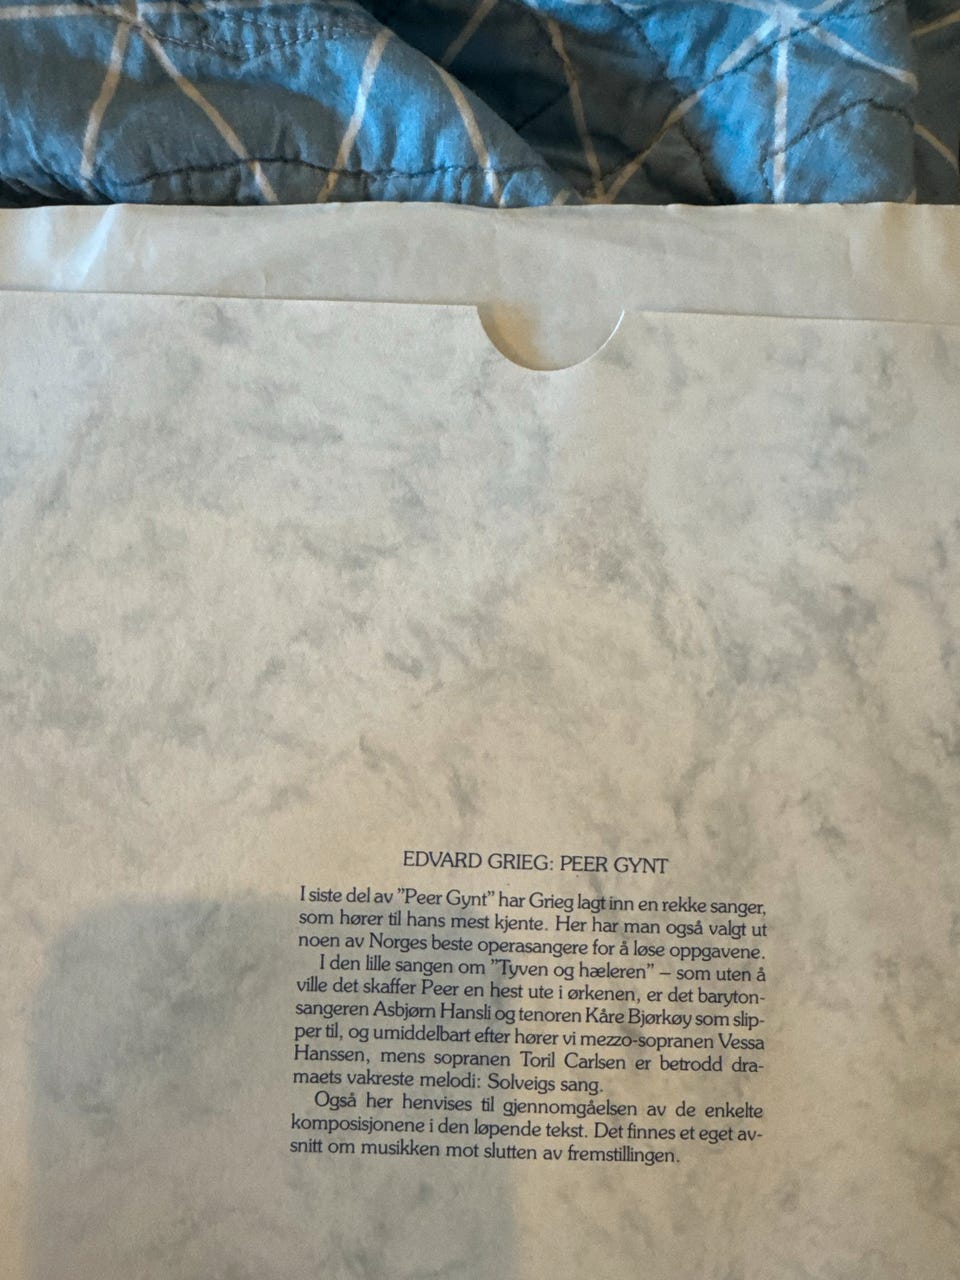 EDVARD GRIEG: PEER GYNT
I siste del av ”Peer Gynt” har Grieg lagt inn en rekke sanger,
som hører til hans mest kjente. Her har man også valgt ut
noen av Norges beste operasangere for å løse oppgavene.
I den lille sangen om ”Tyven og hæleren” – som uten å
ville det skaffer Peer en hest ute i ørkenen, er det baryton-
sangeren Asbjørn Hansli og tenoren Kåre Bjørkøy som slip-
per til, og umiddelbart efter hører vi mezzo-sopranen Vessa
Hanssen, mens sopranen Toril Carlsen er betrodd dra-
maets vakreste melodi: Solveigs sang.
Også her henvises til gjennomgåelsen av de enkelte
komposisjonene i den løpende tekst. Det finnes et eget av-
snitt om musikken mot slutten av fremstillingen.